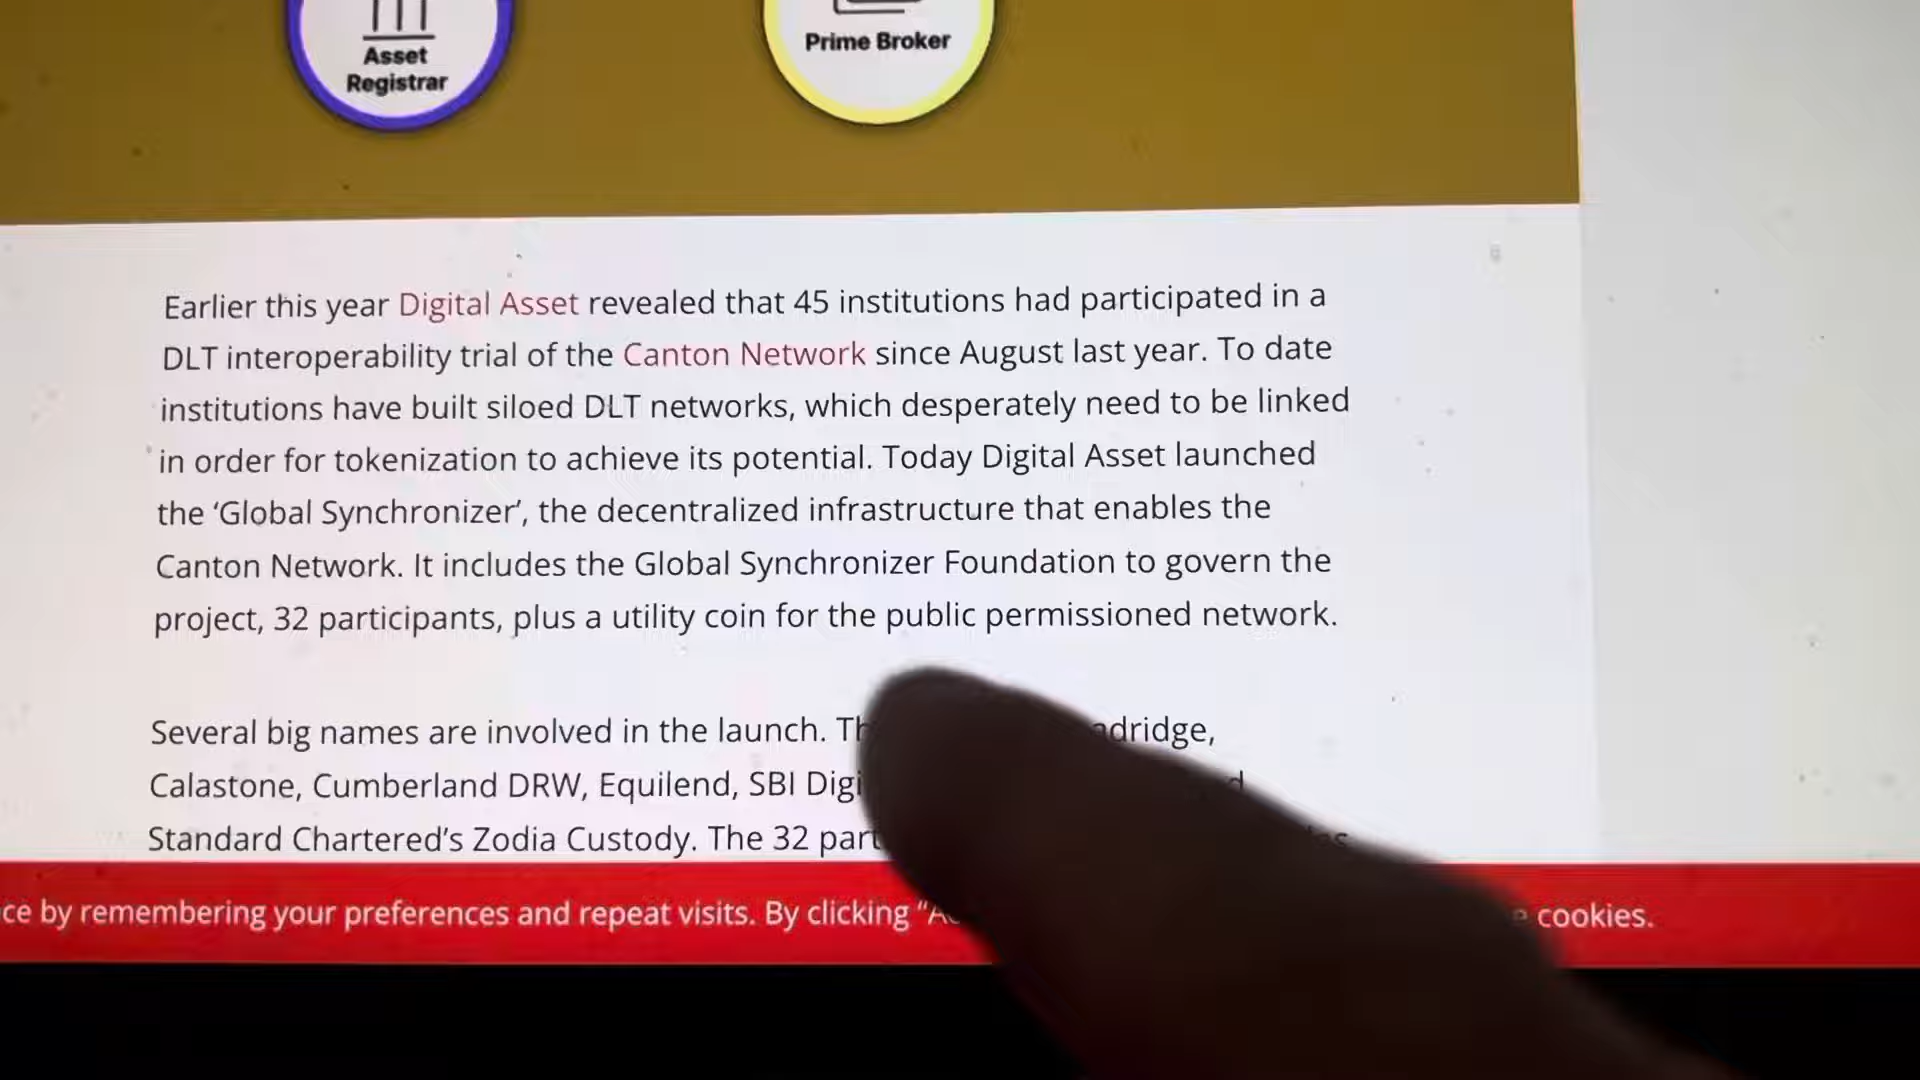 Asset
Registrar
Prime Broker
Earlier this year Digital Asset revealed that 45 institutions had participated in a
DLT interoperability trial of the Canton Network since August last year. To date
institutions have built siloed DLT networks, which desperately need to be linked
in order for tokenization to achieve its potential. Today Digital Asset launched
the ‘Global Synchronizer’, the decentralized infrastructure that enables the
Canton Network. It includes the Global Synchronizer Foundation to govern the
project, 32 participants, plus a utility coin for the public permissioned network.
Several big names are involved in the launch.
Calastone, Cumberland DRW, Equilend, SBI
Standard Chartered’s Zodia Custody. The 32
by remembering your preferences and repeat visits. By clicking cookies.